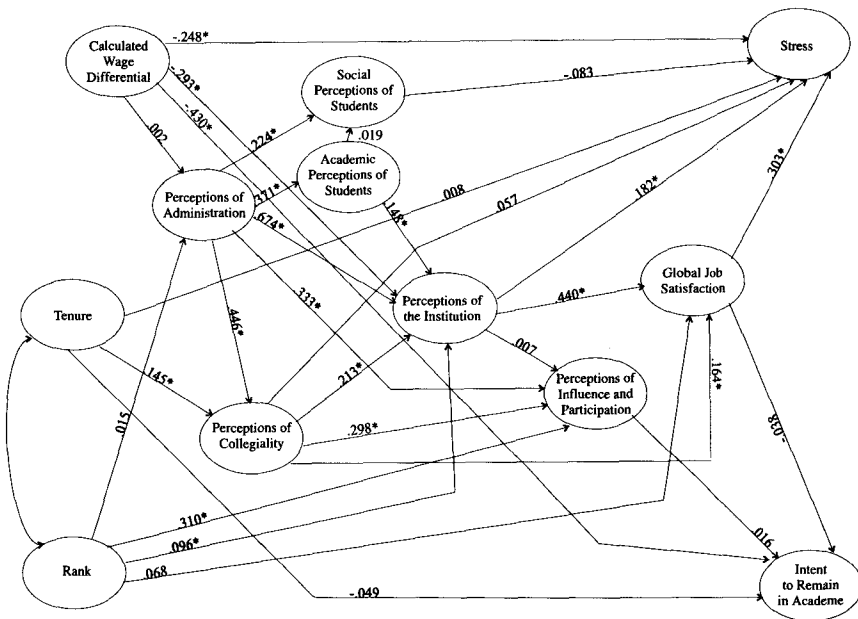 Calculated
Wage
Differential
-.248*
Stress
-.293*
-.430*
Social
Perceptions of
Students
-.083
.002
.224*
.019
Academic
Perceptions of
Students
.303*
Perceptions of
Administration
.371*
.674*
.148*
.008
.057
.182*
Global Job
Satisfaction
Tenure
.333*
Perceptions of
the Institution
.440*
.446*
.007
.145*
.213*
.164*
.015
Perceptions of
Collegiality
.298*
Perceptions of
Influence and
Participation
-.038
.310*
.096*
.068
.016
Rank
-.049
Intent
to Remain
in Academe